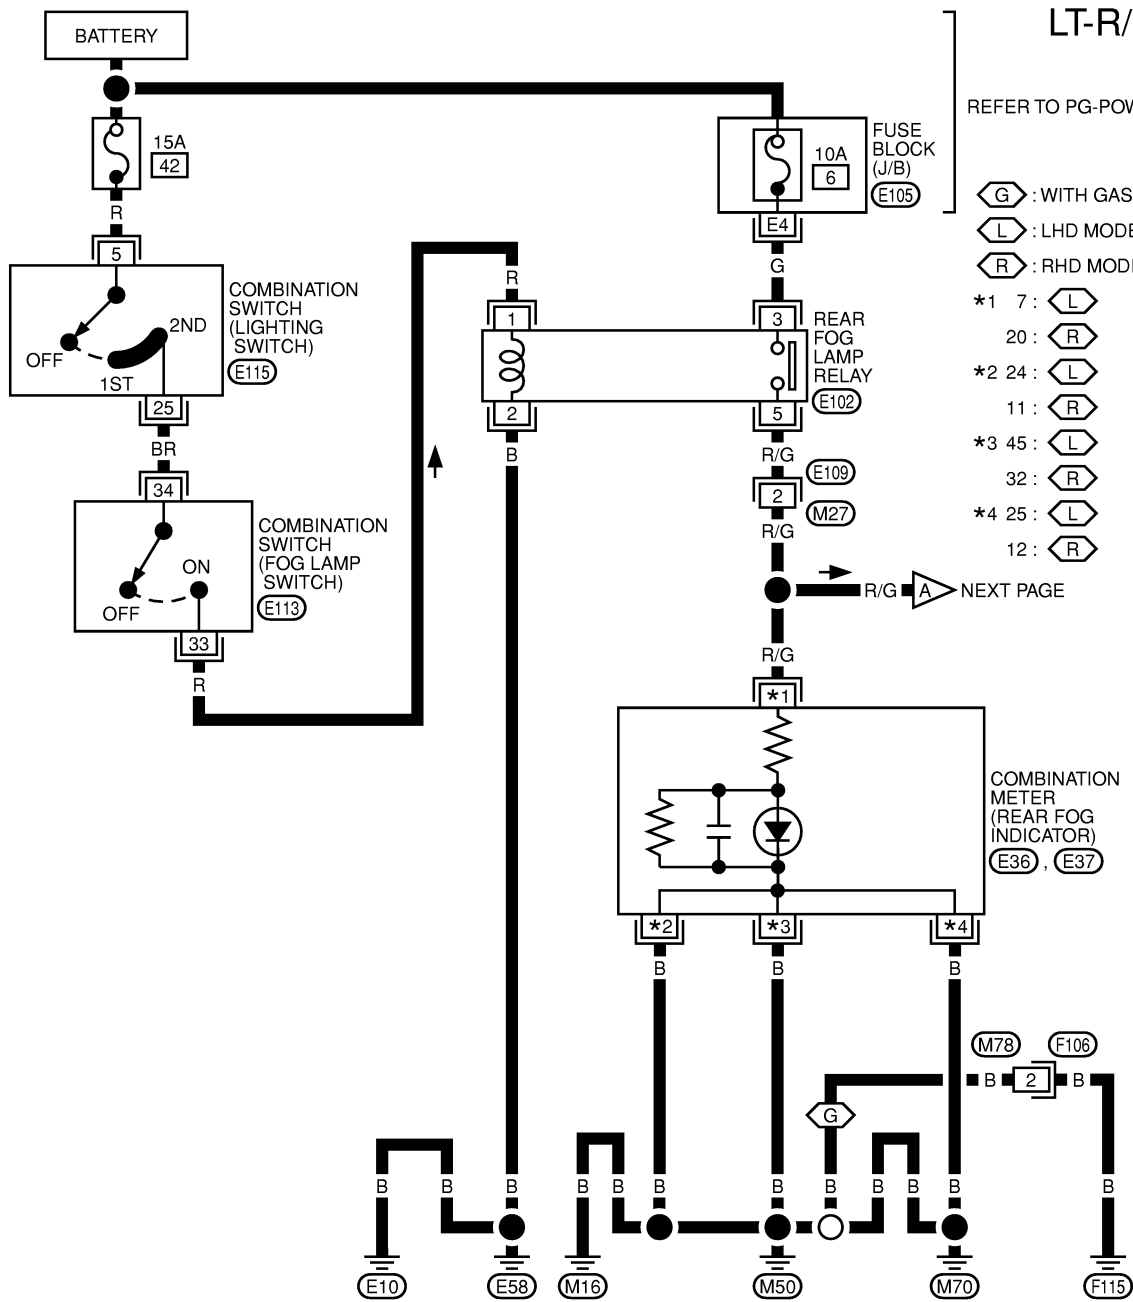 LT-R/
BATTERY
REFER TO PG-POW
15A
42
FUSE
BLOCK
(J/B)
E105
10A
6
E4
R
G
5
G : WITH GAS
L : LHD MODE
R : RHD MODE
*1 7 : L
20 : R
*2 24 : L
11 : R
*3 45 : L
32 : R
*4 25 : L
12 : R
COMBINATION
SWITCH
(LIGHTING
SWITCH)
E115
OFF
1ST
2ND
25
BR
34
R
1
2
B
3
REAR
FOG
LAMP
RELAY
E102
5
R/G
E109
2
M27
R/G
COMBINATION
SWITCH
(FOG LAMP
SWITCH)
E113
ON
OFF
33
R
R/G A NEXT PAGE
R/G
*1
COMBINATION
METER
(REAR FOG
INDICATOR)
E36 , E37
*2 *3 *4
B B B
M78 F106
B 2 B
G
B B B B B B B B B B B B
E10 E58 M16 M50 M70 F115